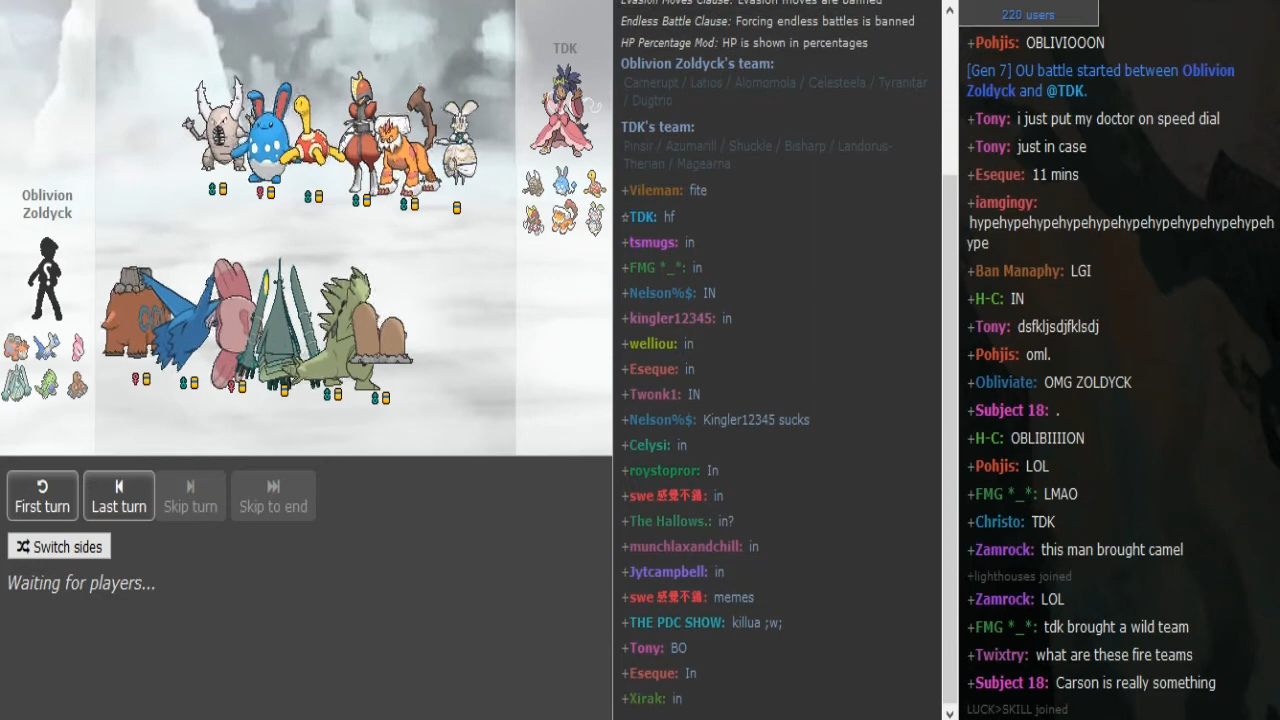 Oblivion
Zoldyck
TDK
First turn
Last turn
Skip turn
Skip to end
Switch sides
Waiting for players...
Evasion Moves Clause: Evasion moves are banned
Endless Battle Clause: Forcing endless battles is banned
HP Percentage Mod: HP is shown in percentages
Oblivion Zoldyck's team:
Camerupt / Latios / Alomomola / Celesteela / Tyranitar
/ Dugtrio
TDK's team:
Pinsir / Azumarill / Shuckle / Bisharp / Landorus-
Therian / Magearna
+Vileman: fite
☆TDK: hf
+tsmugs: in
+FMG *_*: in
+Nelson%$: IN
+kingler12345: in
+welliou: in
+Eseque: in
+Twonk1: IN
+Nelson%$: Kingler12345 sucks
+Celysi: in
+roystopror: In
+swe 感覺不錯: in
+The Hallows.: in?
+munchlaxandchill: in
+Jytcampbell: in
+swe 感覺不錯: memes
+THE PDC SHOW: killua ;w;
+Tony: BO
+Eseque: In
+Xirak: in
220 users
+Pohjis: OBLIVIOOON
[Gen 7] OU battle started between Oblivion
Zoldyck and @TDK.
+Tony: i just put my doctor on speed dial
+Tony: just in case
+Eseque: 11 mins
+iamgingy:
hypehypehypehypehypehypehypehypehypeh
ype
+Ban Manaphy: LGI
+H-C: IN
+Tony: dsfkljsdjfklsdj
+Pohjis: oml.
+Obliviate: OMG ZOLDYCK
+Subject 18: .
+H-C: OBLIBIIIION
+Pohjis: LOL
+FMG *_*: LMAO
+Christo: TDK
+Zamrock: this man brought camel
+lighthouses joined
+Zamrock: LOL
+FMG *_*: tdk brought a wild team
+Twixtry: what are these fire teams
+Subject 18: Carson is really something
LUCK>SKILL joined